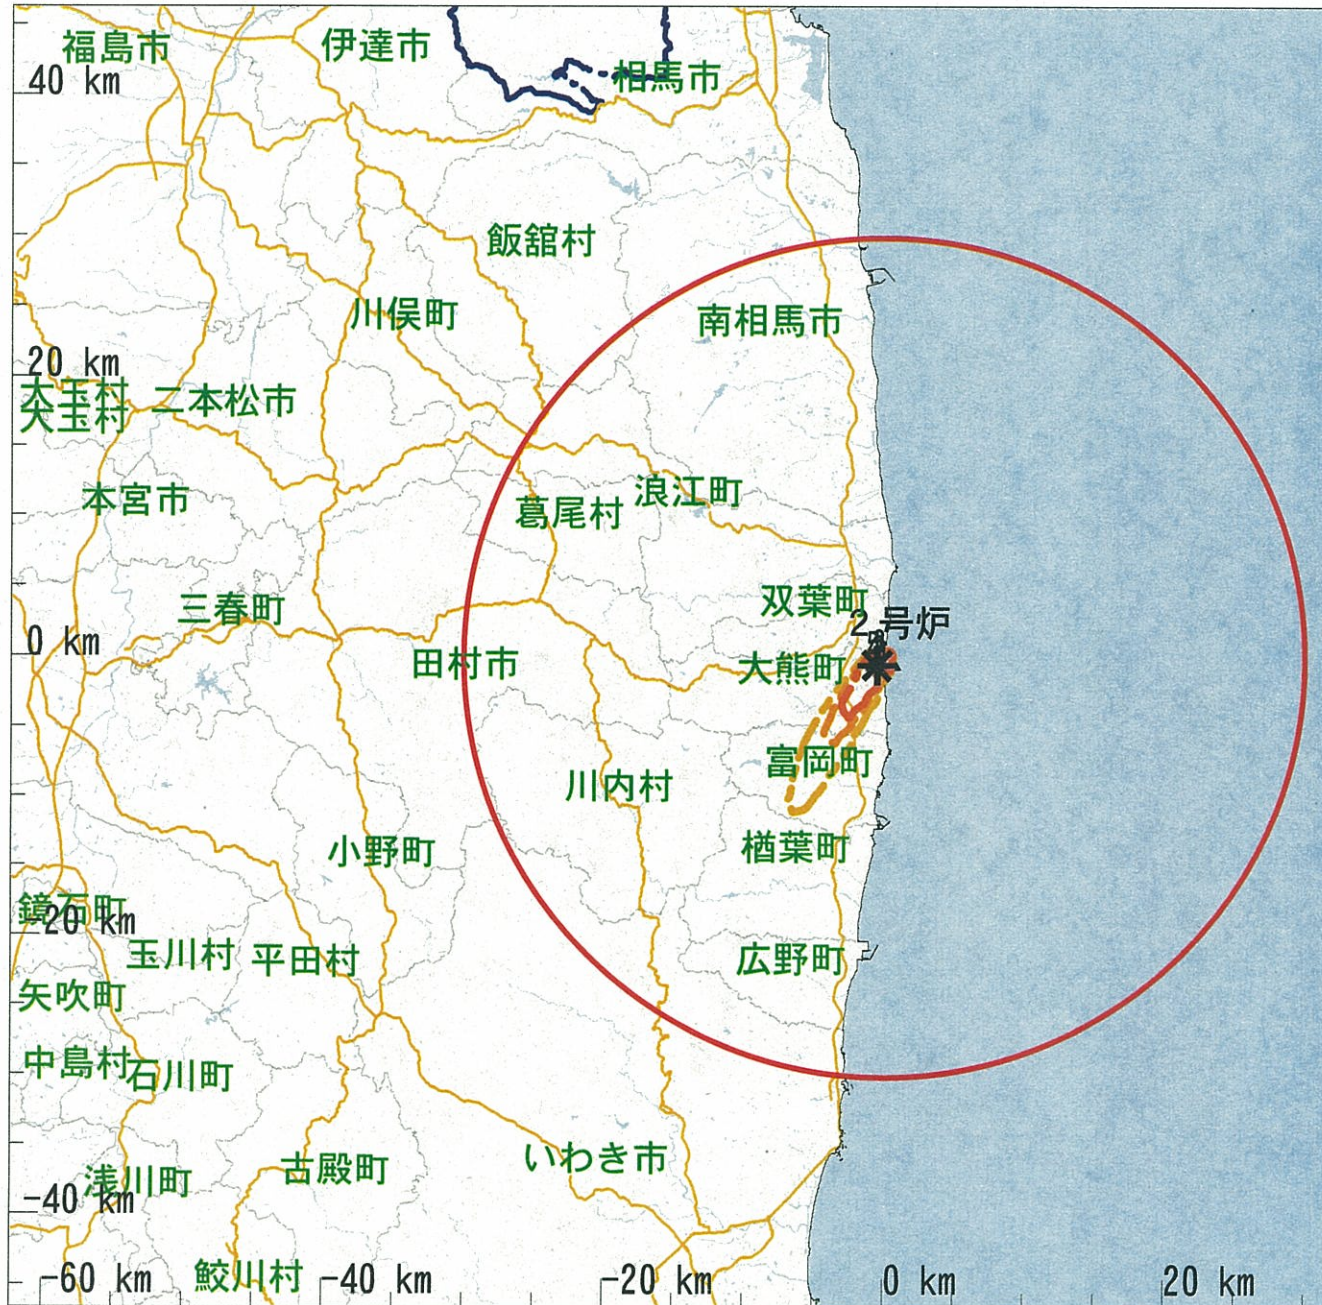 福島市
伊達市
相馬市
40 km
飯舘村
川俣町
南相馬市
20 km
大玉村
大玉村
二本松市
本宮市
葛尾村
浪江町
三春町
双葉町
2号炉
0 km
田村市
大熊町
富岡町
川内村
小野町
楢葉町
鏡石町
-20 km
玉川村
平田村
広野町
矢吹町
中島村
石川町
いわき市
古殿町
浅川町
-40 km
鮫川村
-60 km
-40 km
-20 km
0 km
20 km